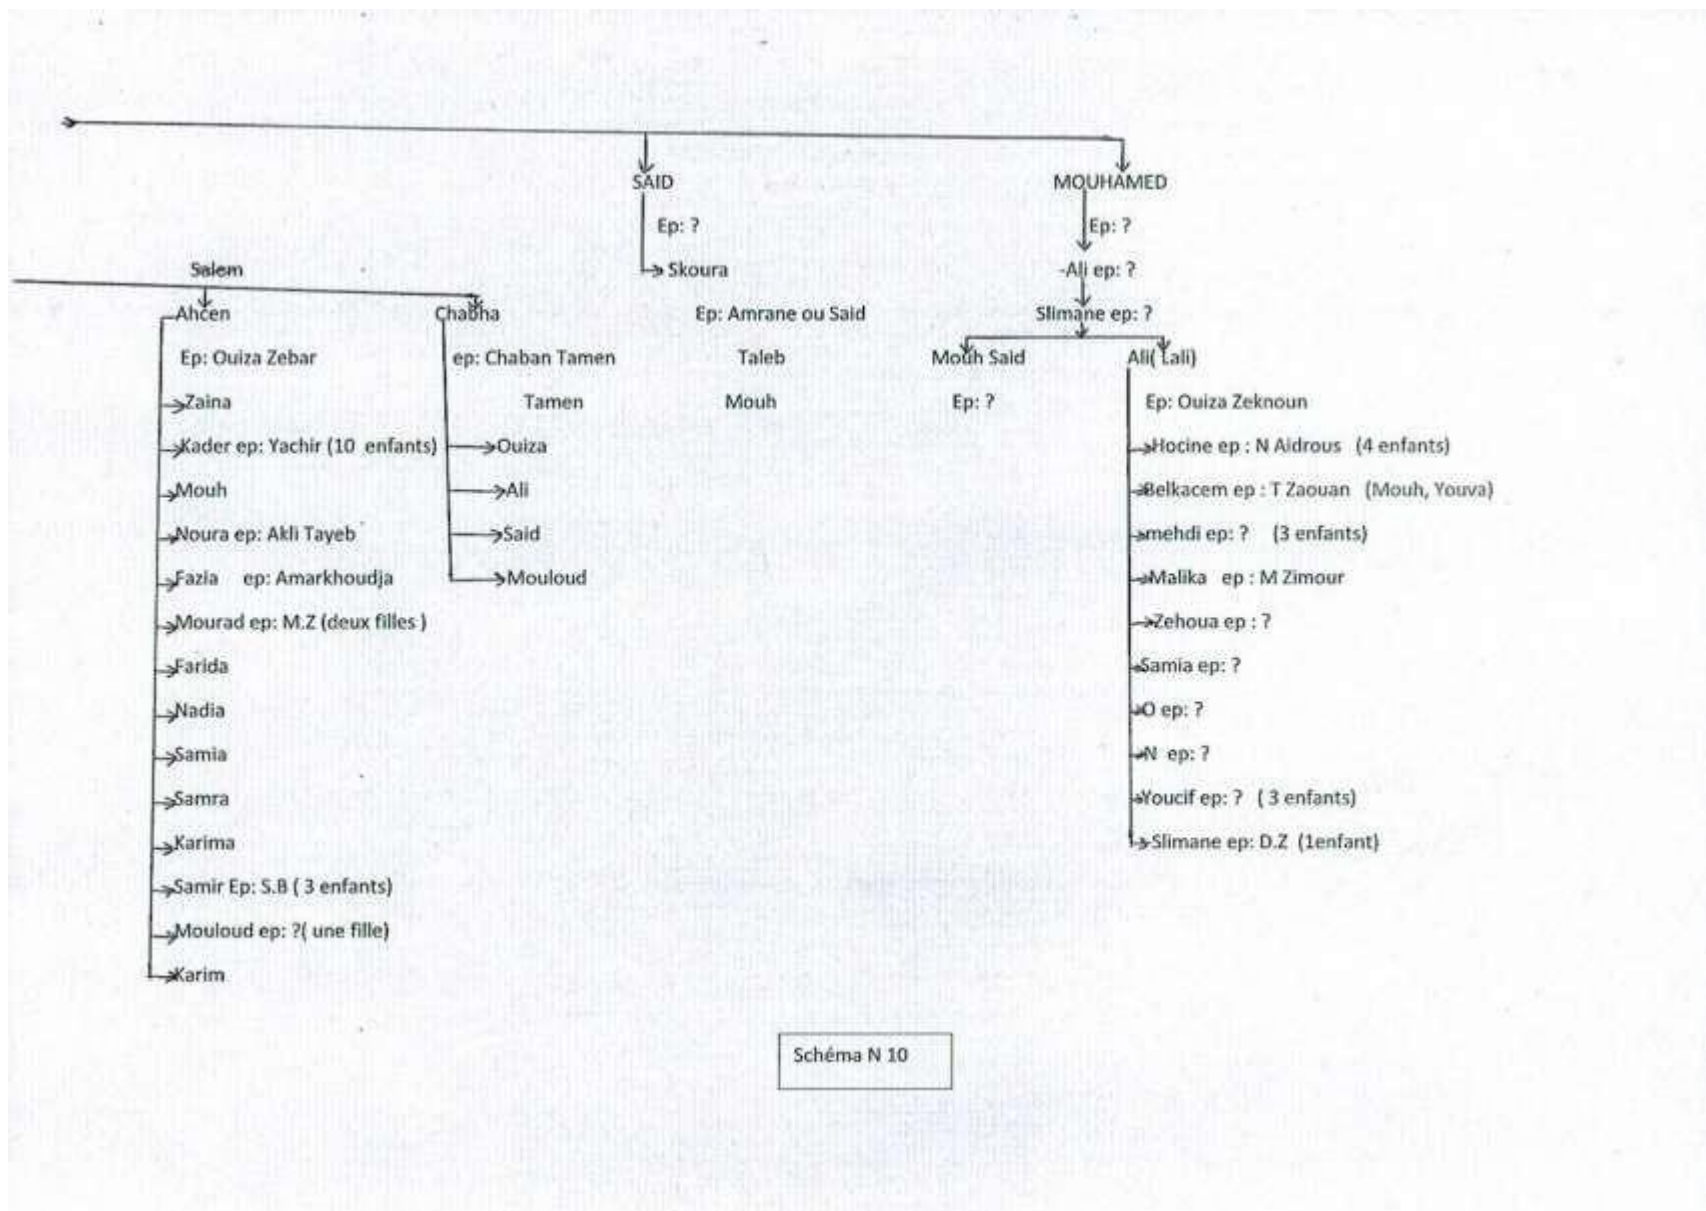 SAID MOUHAMED
Ep: ? Ep: ?
Salem Skoura -Ali ep: ?
Ahcen Chabha Ep: Amrane ou Said Slimane ep: ?
Ep: Ouiza Zebar ep: Chaban Tamen Taleb Mouh Said Ali( Lali)
Zaina Tamen Mouh Ep: ? Ep: Ouiza Zeknoun
Kader ep: Yachir (10 enfants) Ouiza Hocine ep : N Aidrous (4 enfants)
Mouh Ali Belkacem ep : T Zaouan (Mouh, Youva)
Noura ep: Akli Tayeb Said mehdi ep: ? (3 enfants)
Fazia ep: Amarkhoudja Mouloud Malika ep : M Zimour
Mourad ep: M.Z (deux filles ) Zehoua ep : ?
Farida Samia ep: ?
Nadia O ep: ?
Samia N ep: ?
Samra Youcif ep: ? ( 3 enfants)
Karima Slimane ep: D.Z (1enfant)
Samir Ep: S.B ( 3 enfants)
Mouloud ep: ?( une fille)
Karim
Schéma N 10